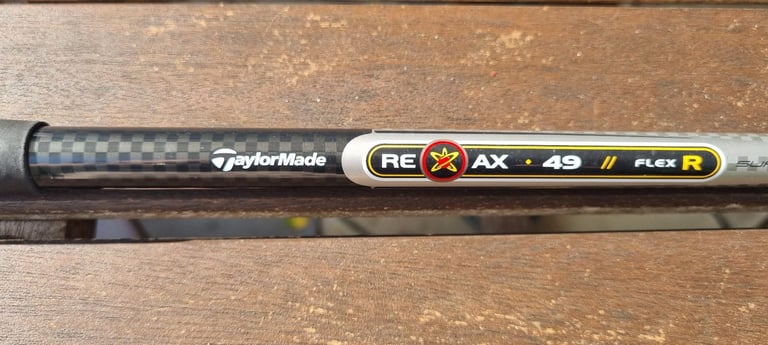 TaylorMade RE AX • 49 // FLEX R